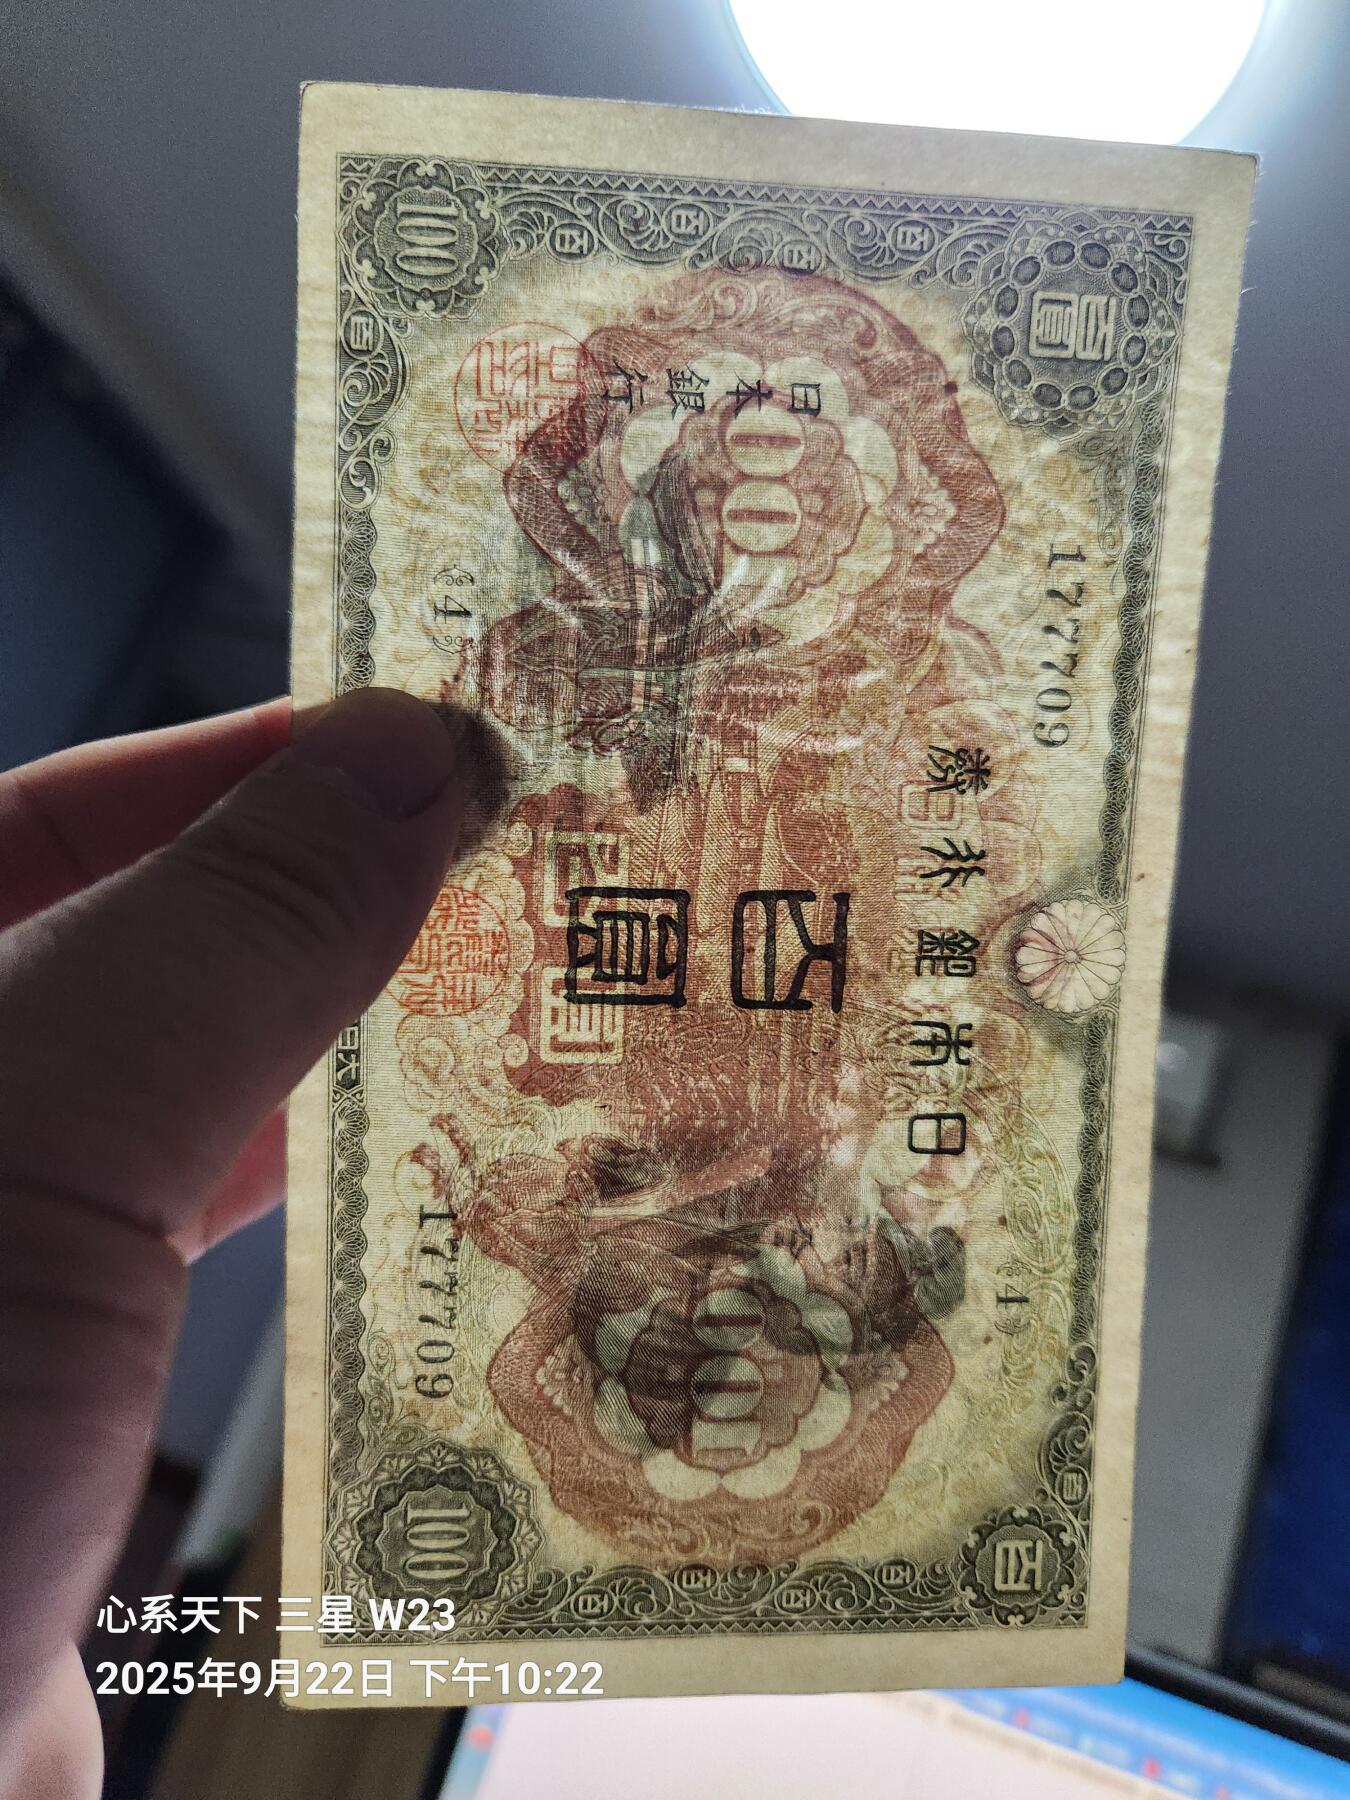 百圓
百
177709
券行銀本日
{4}
日本銀行
百圓
{4}
177709
100
100
心系天下 三星 W23
2025年9月22日 下午10:22